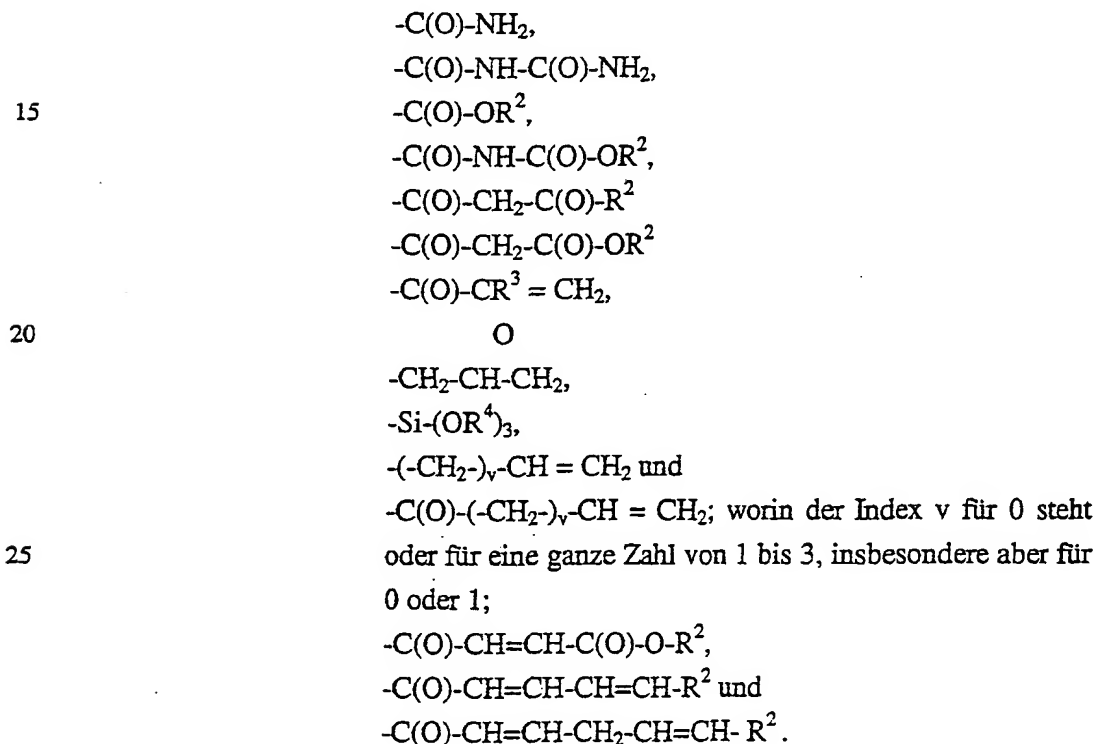 -C(O)-NH₂,
-C(O)-NH-C(O)-NH₂,
15 -C(O)-OR²,
-C(O)-NH-C(O)-OR²,
-C(O)-CH₂-C(O)-R²
-C(O)-CH₂-C(O)-OR²
-C(O)-CR³ = CH₂,
20 O
-CH₂-CH-CH₂,
-Si-(OR⁴)₃,
-(-CH₂-)ᵥ-CH = CH₂ und
-C(O)-(-CH₂-)ᵥ-CH = CH₂; worin der Index v für 0 steht
25 oder für eine ganze Zahl von 1 bis 3, insbesondere aber für
0 oder 1;
-C(O)-CH=CH-C(O)-O-R²,
-C(O)-CH=CH-CH=CH-R² und
-C(O)-CH=CH-CH₂-CH=CH- R².